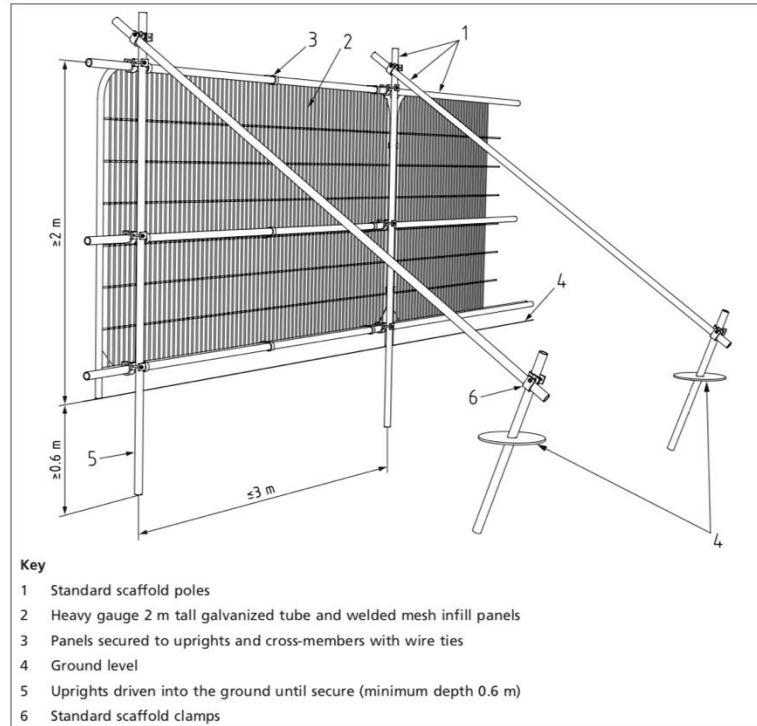 1
3
2
≥2 m
4
6
≥0.6 m
5
≤3 m
4
Key
1 Standard scaffold poles
2 Heavy gauge 2 m tall galvanized tube and welded mesh infill panels
3 Panels secured to uprights and cross-members with wire ties
4 Ground level
5 Uprights driven into the ground until secure (minimum depth 0.6 m)
6 Standard scaffold clamps